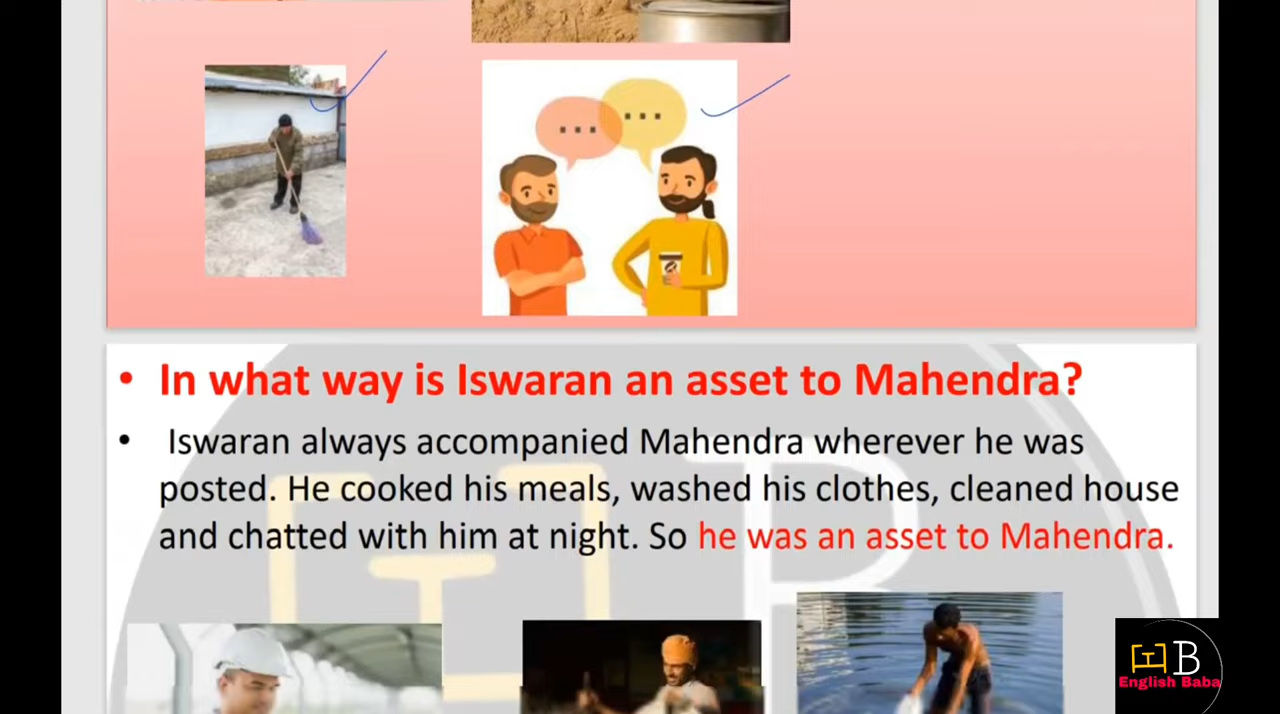 • In what way is Iswaran an asset to Mahendra?
• Iswaran always accompanied Mahendra wherever he was
posted. He cooked his meals, washed his clothes, cleaned house
and chatted with him at night. So he was an asset to Mahendra.
EB
English Baba